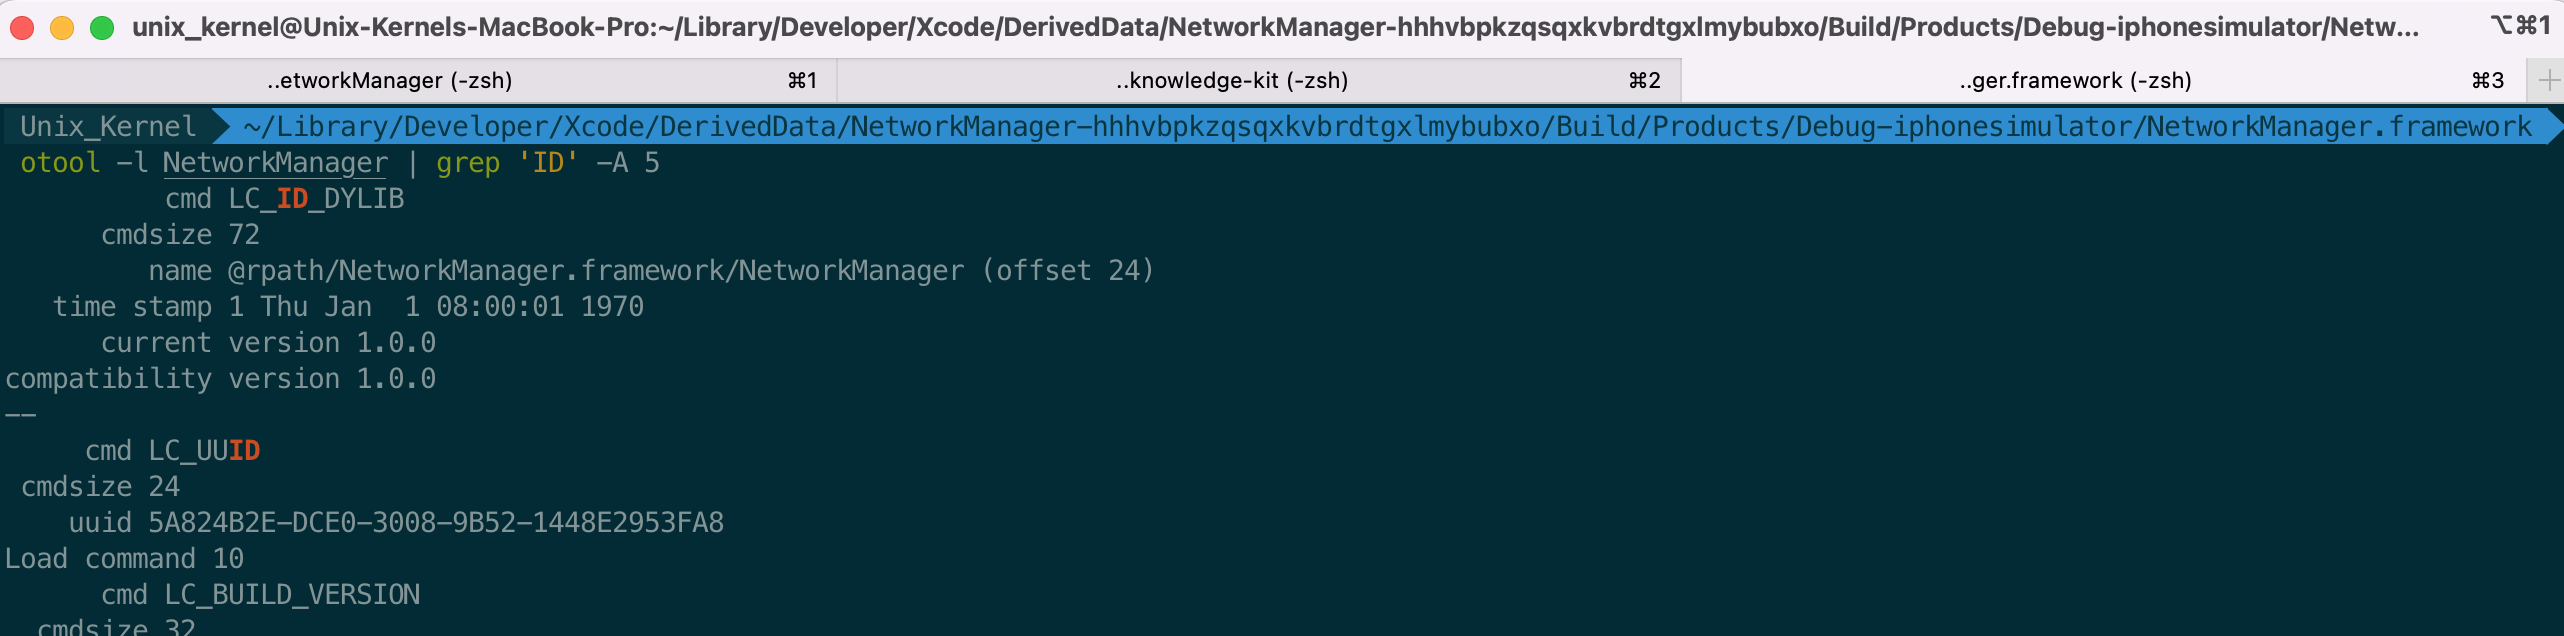 unix_kernel@Unix-Kernels-MacBook-Pro:~/Library/Developer/Xcode/DerivedData/NetworkManager-hhhvbpkzqsqxkvbrdtgxlmybubxo/Build/Products/Debug-iphonesimulator/Netw... ⌥⌘1
..etworkManager (-zsh) ⌘1 ..knowledge-kit (-zsh) ⌘2 ..ger.framework (-zsh) ⌘3 +
Unix_Kernel ~/Library/Developer/Xcode/DerivedData/NetworkManager-hhhvbpkzqsqxkvbrdtgxlmybubxo/Build/Products/Debug-iphonesimulator/NetworkManager.framework
otool -l NetworkManager | grep 'ID' -A 5
cmd LC_ID_DYLIB
cmdsize 72
name @rpath/NetworkManager.framework/NetworkManager (offset 24)
time stamp 1 Thu Jan  1 08:00:01 1970
current version 1.0.0
compatibility version 1.0.0
--
cmd LC_UUID
cmdsize 24
uuid 5A824B2E-DCE0-3008-9B52-1448E2953FA8
Load command 10
cmd LC_BUILD_VERSION
cmdsize 32